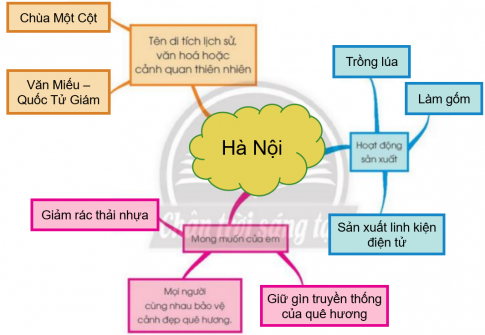 Chùa Một Cột
Văn Miếu –
Quốc Tử Giám
Tên di tích lịch sử,
văn hoá hoặc
cảnh quan thiên nhiên
Hà Nội
Trồng lúa
Làm gốm
Hoạt động
sản xuất
Sản xuất linh kiện
điện tử
Giảm rác thải nhựa
Mong muốn của em
Mọi người
cùng nhau bảo vệ
cảnh đẹp quê hương.
Giữ gìn truyền thống
của quê hương
Chân trời sáng tạo